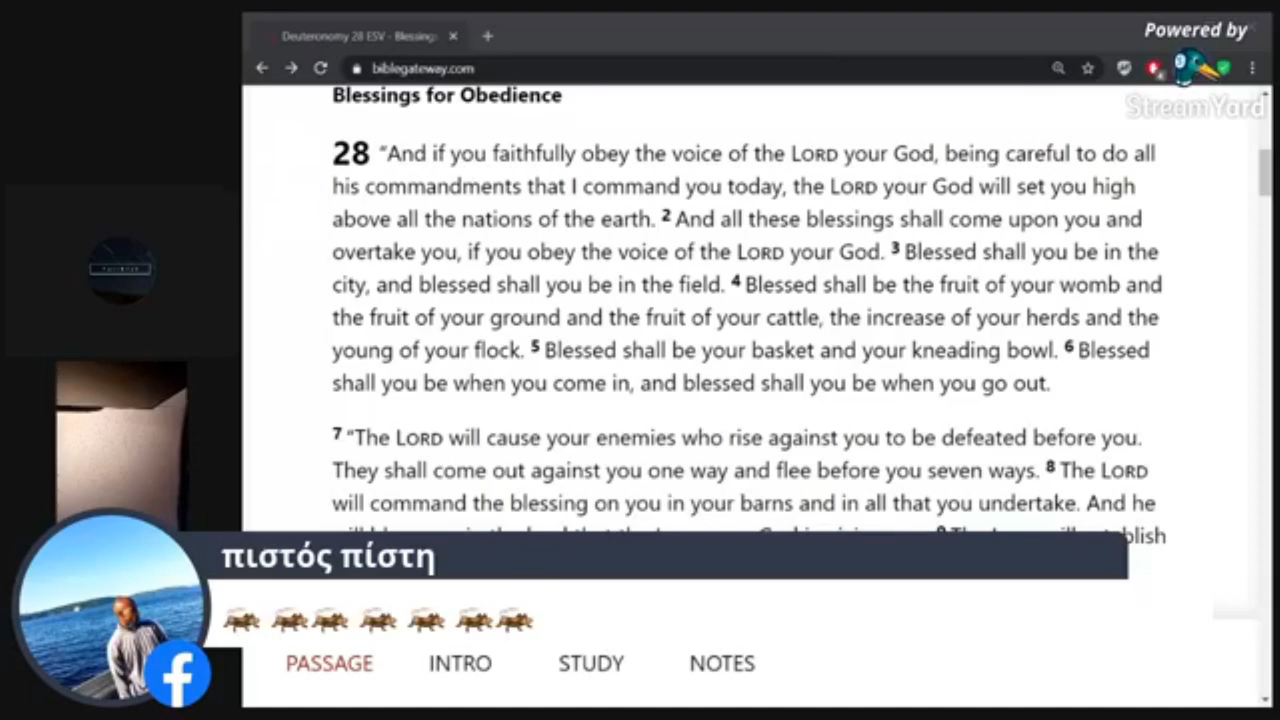 Powered by
StreamYard
Deuteronomy 28 ESV - Blessings
biblegateway.com
Blessings for Obedience
28 “And if you faithfully obey the voice of the LORD your God, being careful to do all
his commandments that I command you today, the LORD your God will set you high
above all the nations of the earth. 2 And all these blessings shall come upon you and
overtake you, if you obey the voice of the LORD your God. 3 Blessed shall you be in the
city, and blessed shall you be in the field. 4 Blessed shall be the fruit of your womb and
the fruit of your ground and the fruit of your cattle, the increase of your herds and the
young of your flock. 5 Blessed shall be your basket and your kneading bowl. 6 Blessed
shall you be when you come in, and blessed shall you be when you go out.
7 “The LORD will cause your enemies who rise against you to be defeated before you.
They shall come out against you one way and flee before you seven ways. 8 The LORD
will command the blessing on you in your barns and in all that you undertake. And he
πιστός πίστη
PASSAGE INTRO STUDY NOTES